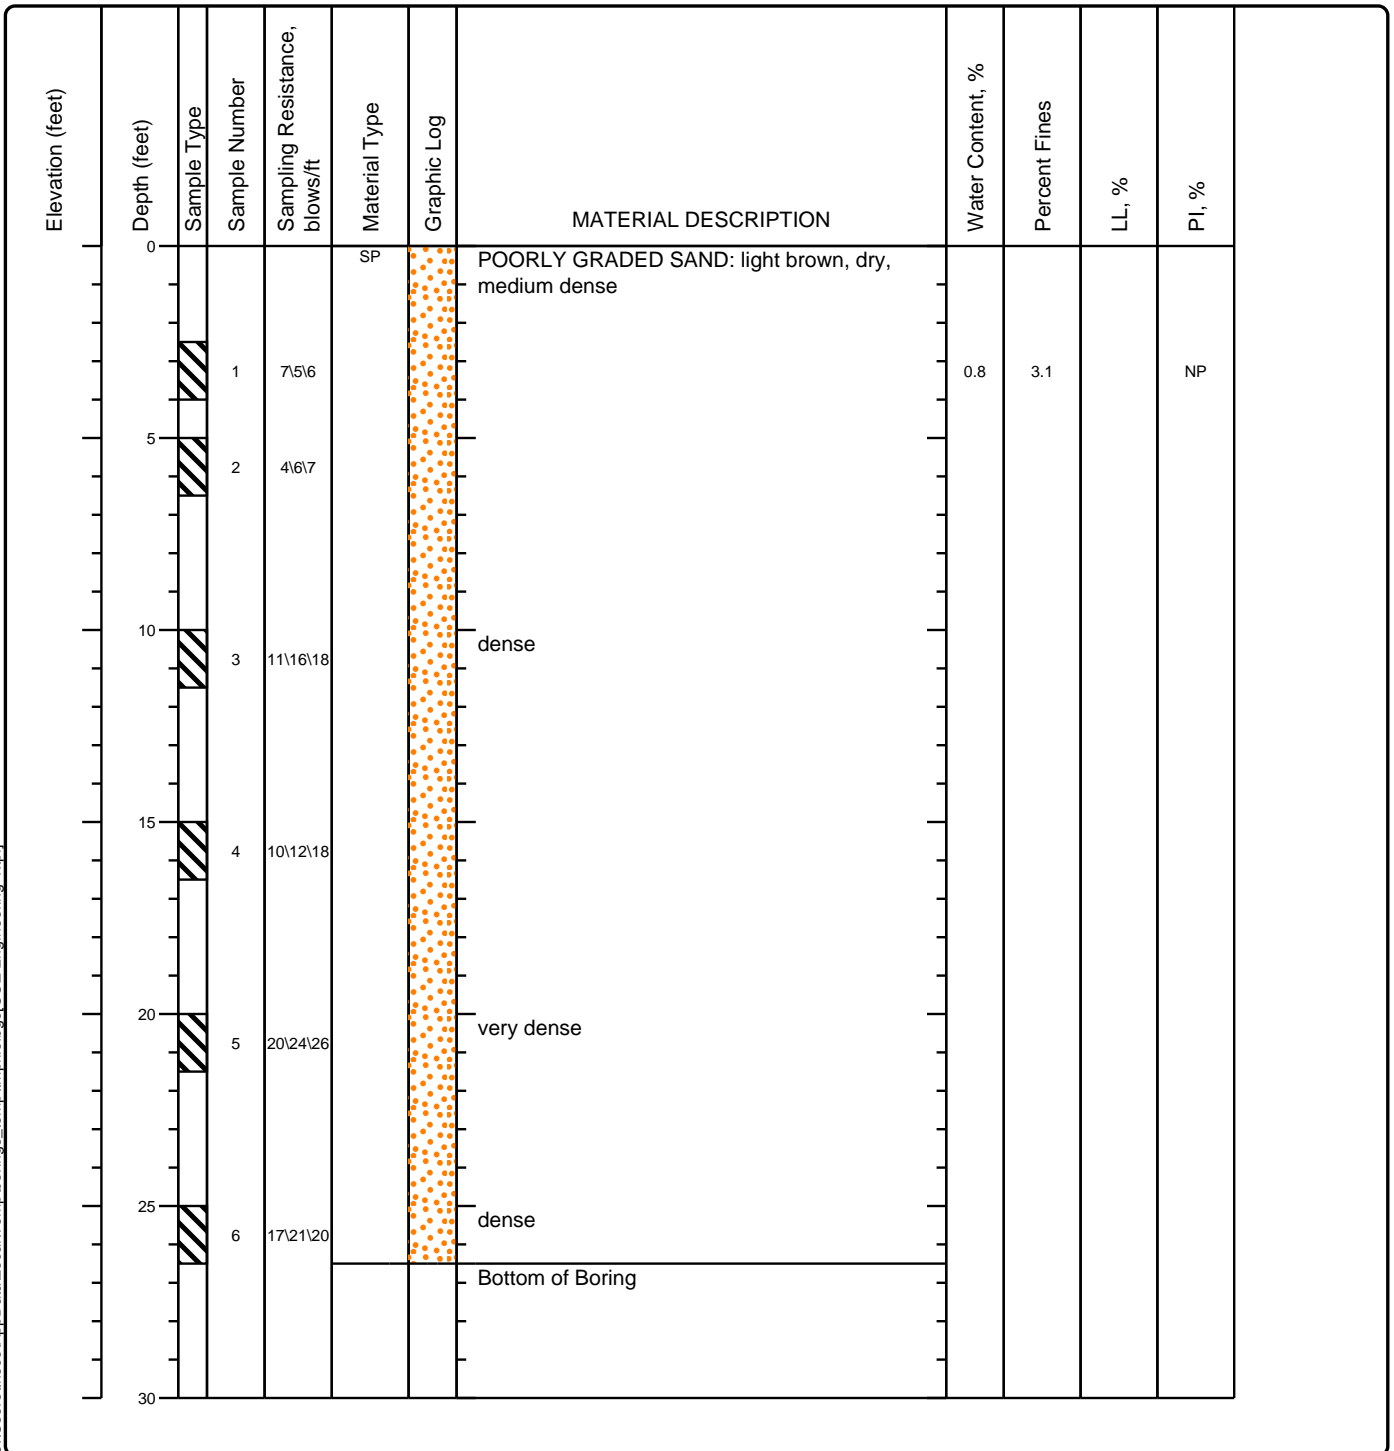 Elevation (feet)
Depth (feet)
Sample Type
Sample Number
Sampling Resistance,
blows/ft
Material Type
Graphic Log
MATERIAL DESCRIPTION
Water Content, %
Percent Fines
LL, %
PI, %
0
SP
POORLY GRADED SAND: light brown, dry,
medium dense
1 7\5\6 0.8 3.1 NP
5
2 4\6\7
10
dense
3 11\16\18
15
4 10\12\18
20
very dense
5 20\24\26
25
dense
6 17\21\20
Bottom of Boring
30